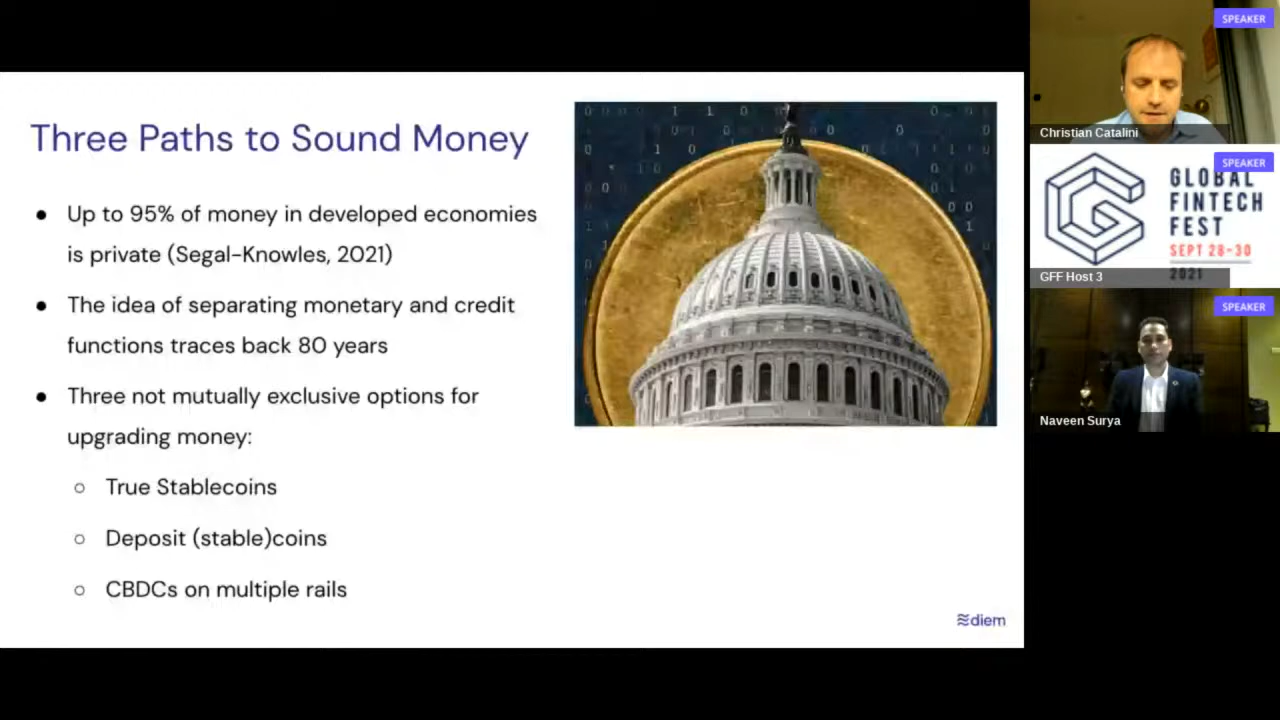 Three Paths to Sound Money
● Up to 95% of money in developed economies
is private (Segal-Knowles, 2021)
● The idea of separating monetary and credit
functions traces back 80 years
● Three not mutually exclusive options for
upgrading money:
○ True Stablecoins
○ Deposit (stable)coins
○ CBDCs on multiple rails
diem
SPEAKER
Christian Catalini
SPEAKER
GLOBAL
FINTECH
FEST
SEPT 28-30
2021
GFF Host 3
SPEAKER
Naveen Surya